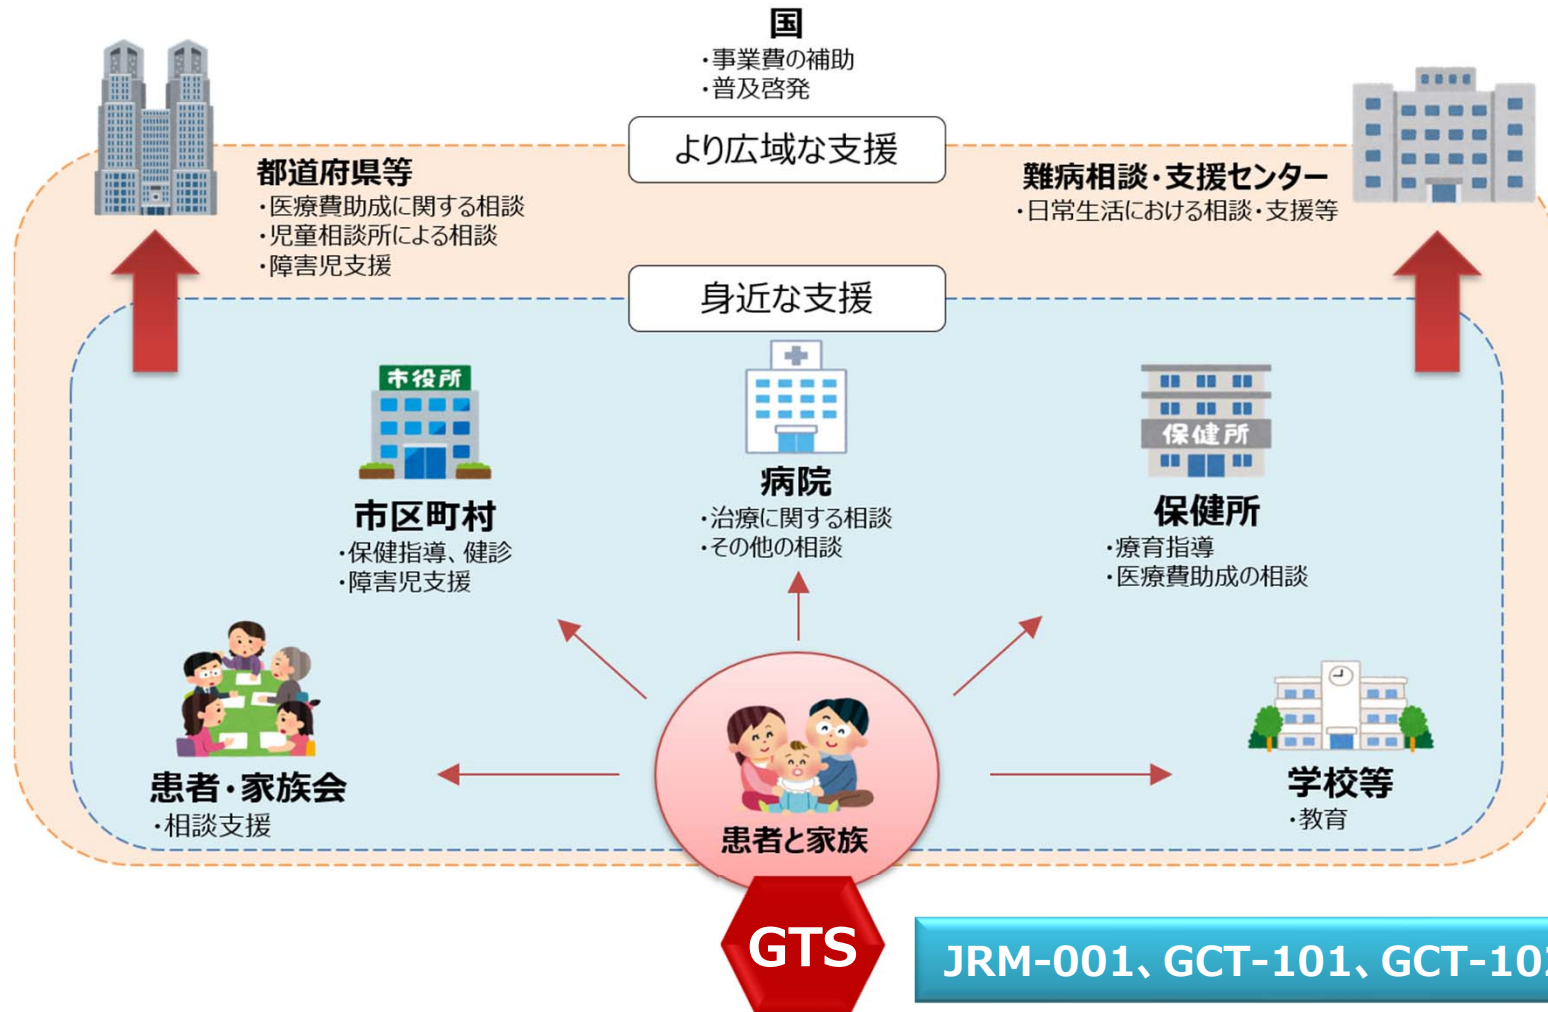 国
・事業費の補助
・普及啓発
より広域な支援
都道府県等
・医療費助成に関する相談
・児童相談所による相談
・障害児支援
難病相談・支援センター
・日常生活における相談・支援等
身近な支援
市役所
市区町村
・保健指導、健診
・障害児支援
病院
・治療に関する相談
・その他の相談
保健所
保健所
・療育指導
・医療費助成の相談
患者・家族会
・相談支援
患者と家族
学校等
・教育
GTS
JRM-001、GCT-101、GCT-102